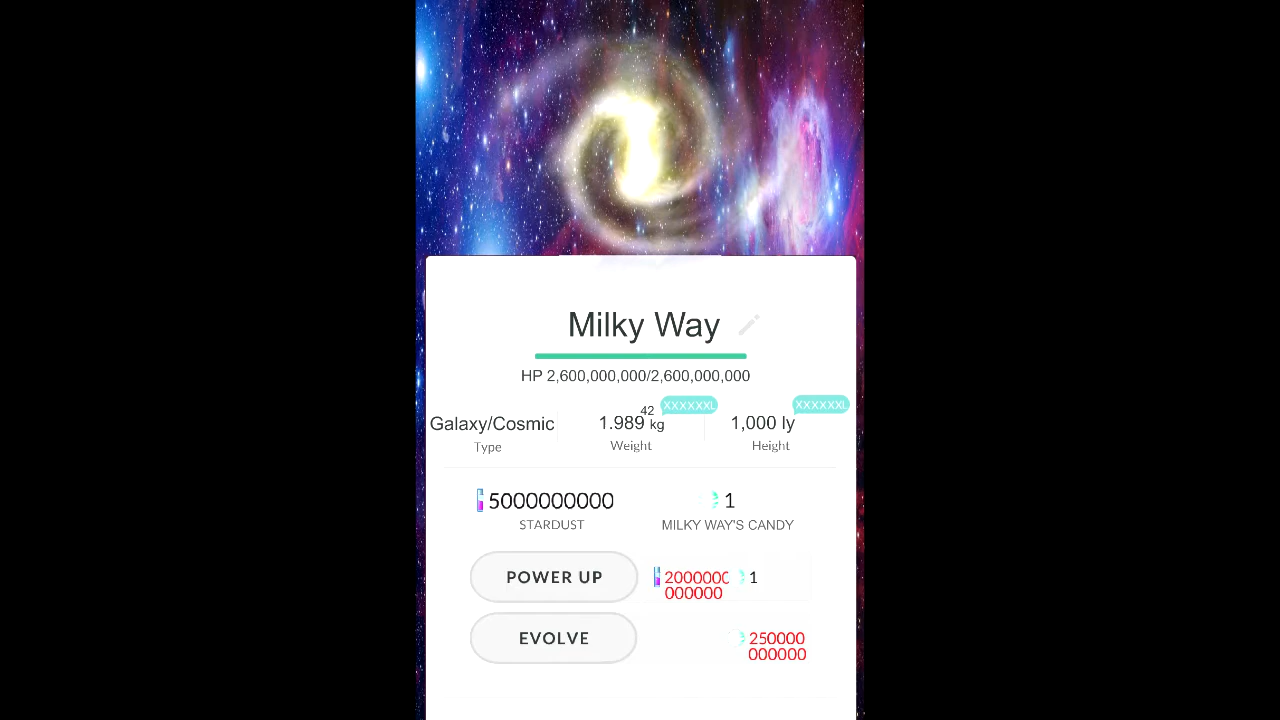 Milky Way
HP 2,600,000,000/2,600,000,000
42 XXXXXXL XXXXXXL
Galaxy/Cosmic 1.989 kg 1,000 ly
Type Weight Height
5000000000 1
STARDUST MILKY WAY'S CANDY
POWER UP 2000000 1
000000
EVOLVE 250000
000000